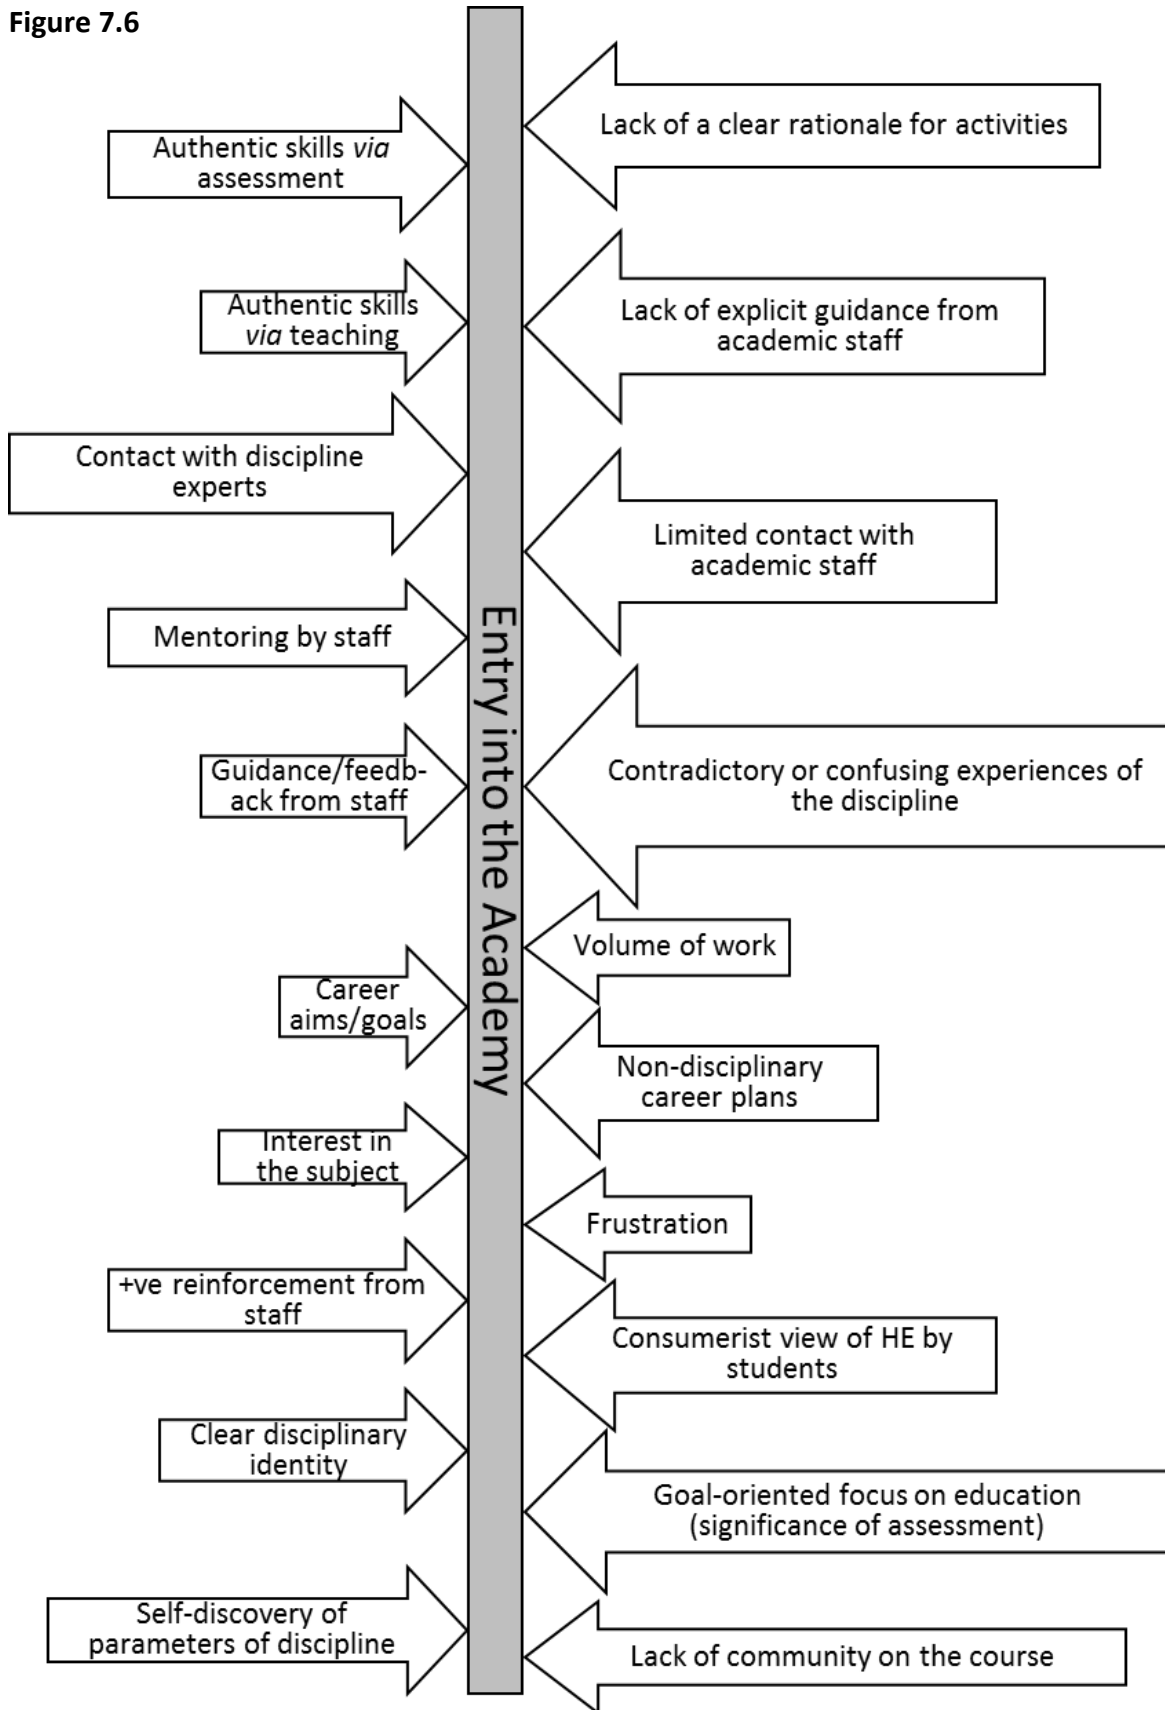 Figure 7.6
Authentic skills via
assessment
Authentic skills
via teaching
Contact with discipline
experts
Mentoring by staff
Guidance/feedb-
ack from staff
Career
aims/goals
Interest in
the subject
+ve reinforcement from
staff
Clear disciplinary
identity
Self-discovery of
parameters of discipline
Entry into the Academy
Lack of a clear rationale for activities
Lack of explicit guidance from
academic staff
Limited contact with
academic staff
Contradictory or confusing experiences of
the discipline
Volume of work
Non-disciplinary
career plans
Frustration
Consumerist view of HE by
students
Goal-oriented focus on education
(significance of assessment)
Lack of community on the course